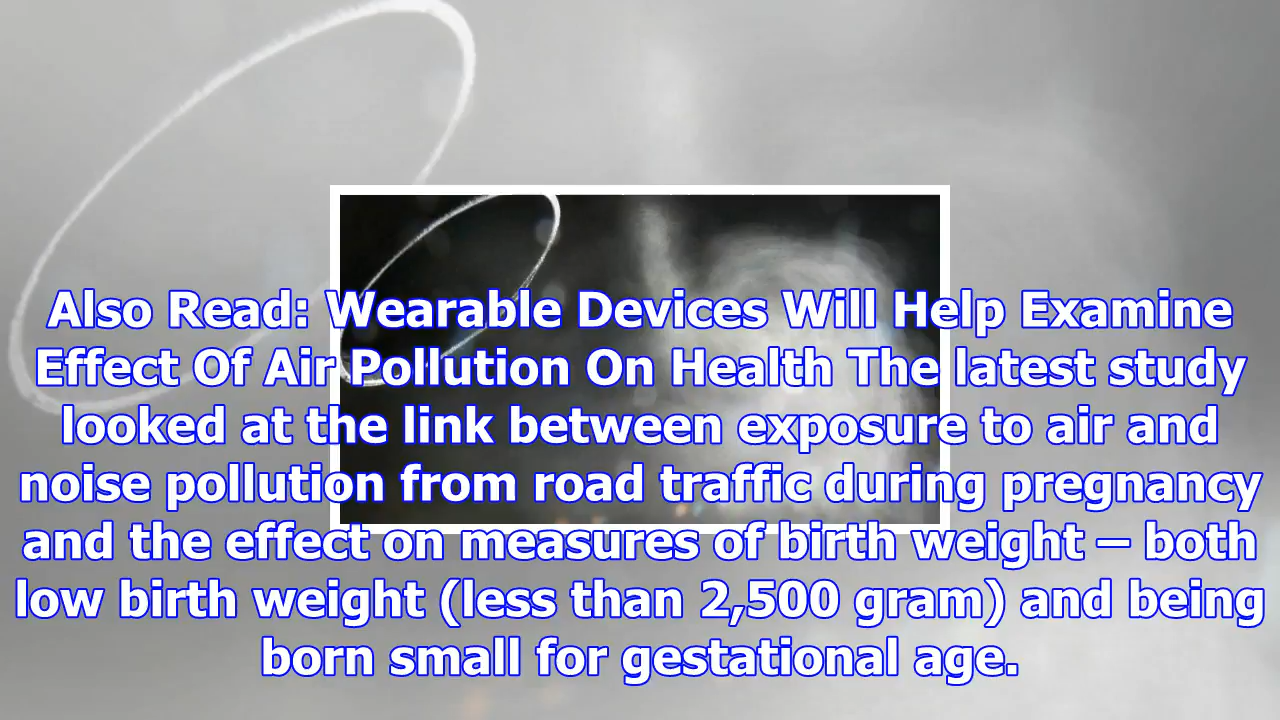 Also Read: Wearable Devices Will Help Examine
Effect Of Air Pollution On Health The latest study
looked at the link between exposure to air and
noise pollution from road traffic during pregnancy
and the effect on measures of birth weight – both
low birth weight (less than 2,500 gram) and being
born small for gestational age.